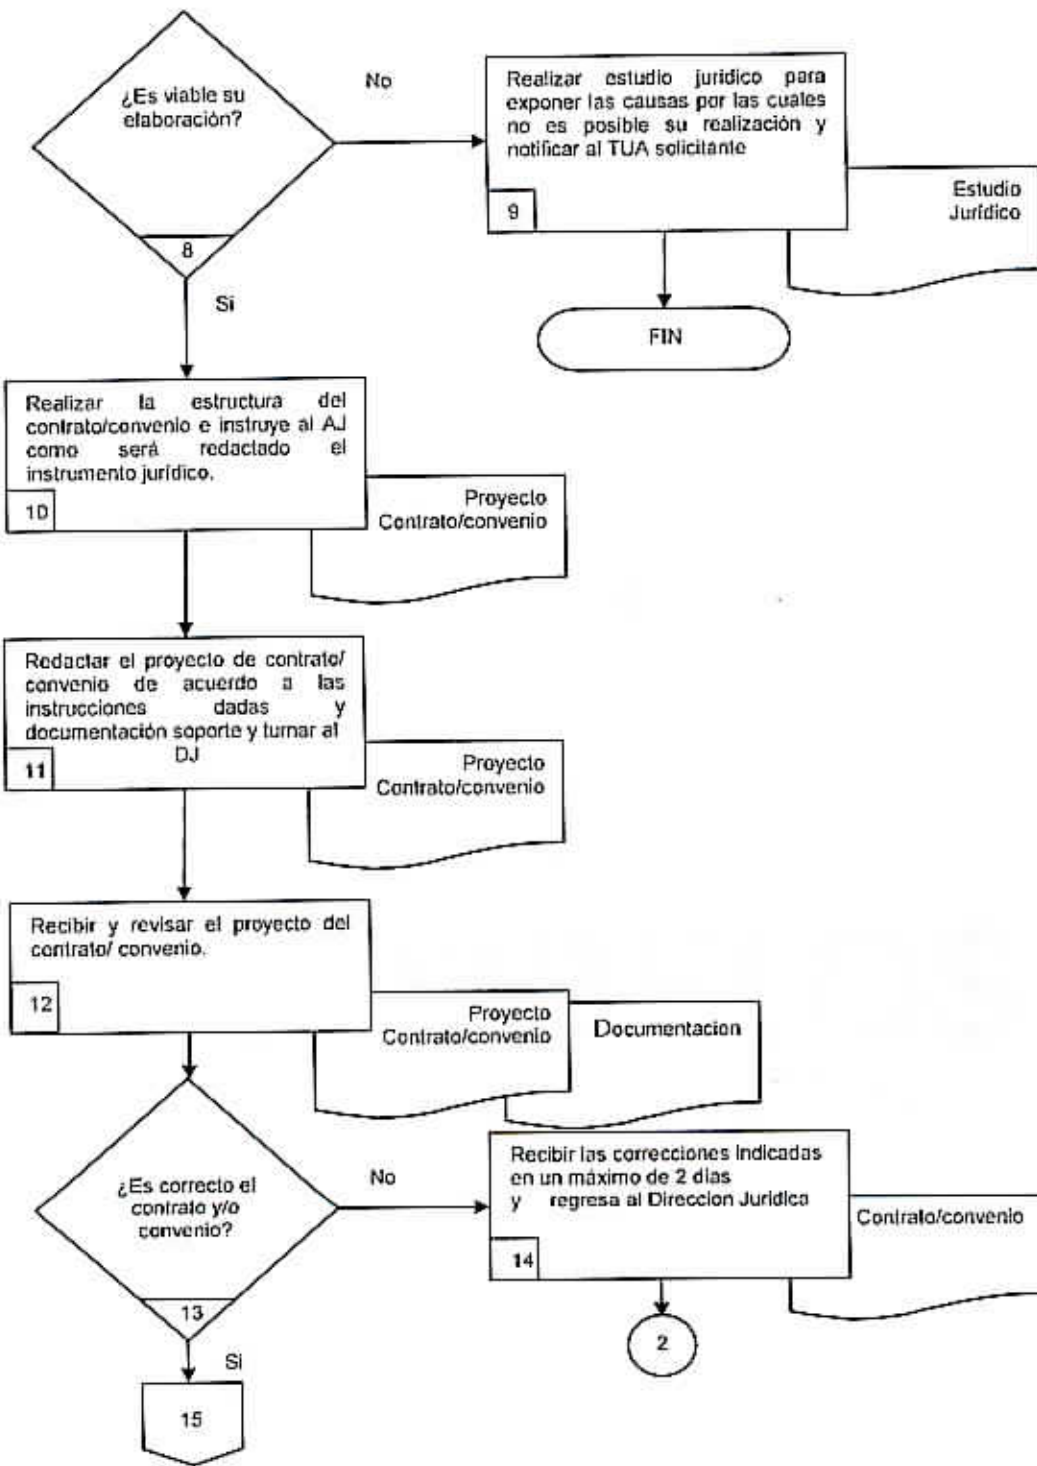 ¿Es viable su
elaboración?
8
No
Realizar estudio jurídico para
exponer las causas por las cuales
no es posible su realización y
notificar al TUA solicitante
9
Estudio
Jurídico
FIN
Si
Realizar la estructura del
contrato/convenio e instruye al AJ
como será redactado el
instrumento jurídico.
10
Proyecto
Contrato/convenio
Redactar el proyecto de contrato/
convenio de acuerdo a las
instrucciones dadas y
documentación soporte y turnar al
DJ
11
Proyecto
Contrato/convenio
Recibir y revisar el proyecto del
contrato/ convenio.
12
Proyecto
Contrato/convenio
Documentacion
¿Es correcto el
contrato y/o
convenio?
13
No
Recibir las correcciones indicadas
en un máximo de 2 dias
y regresa al Direccion Juridica
14
Contrato/convenio
2
Si
15